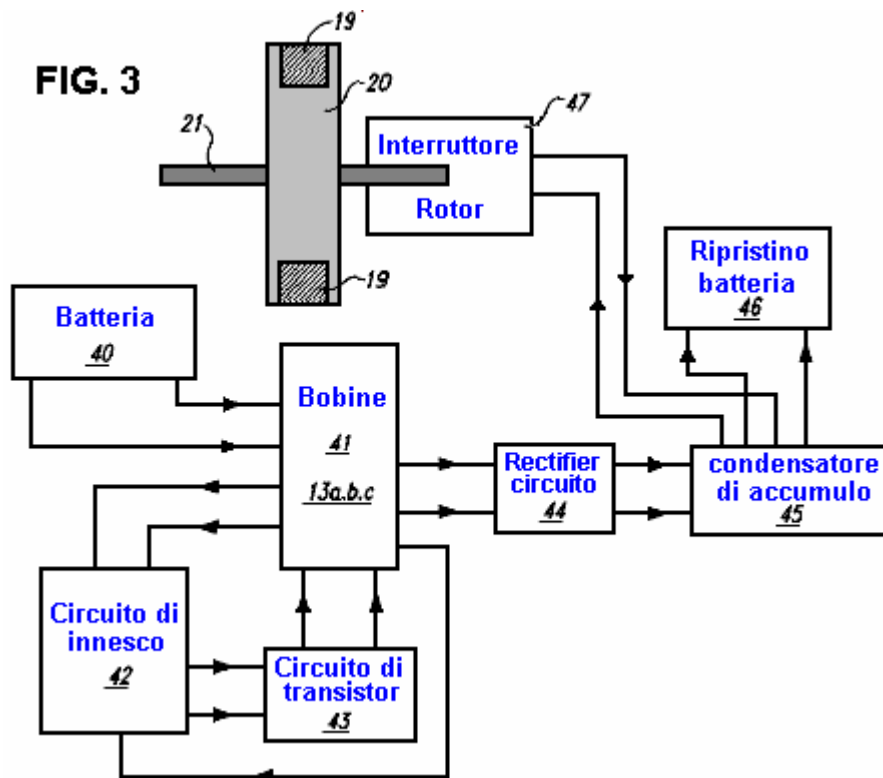 FIG. 3
19
20
21
47
Interruttore
Rotor
19
Batteria
40
Ripristino
batteria
46
Bobine
41
13a.b.c
Rectifier
circuito
44
condensatore
di accumulo
45
Circuito di
innesco
42
Circuito di
transistor
43